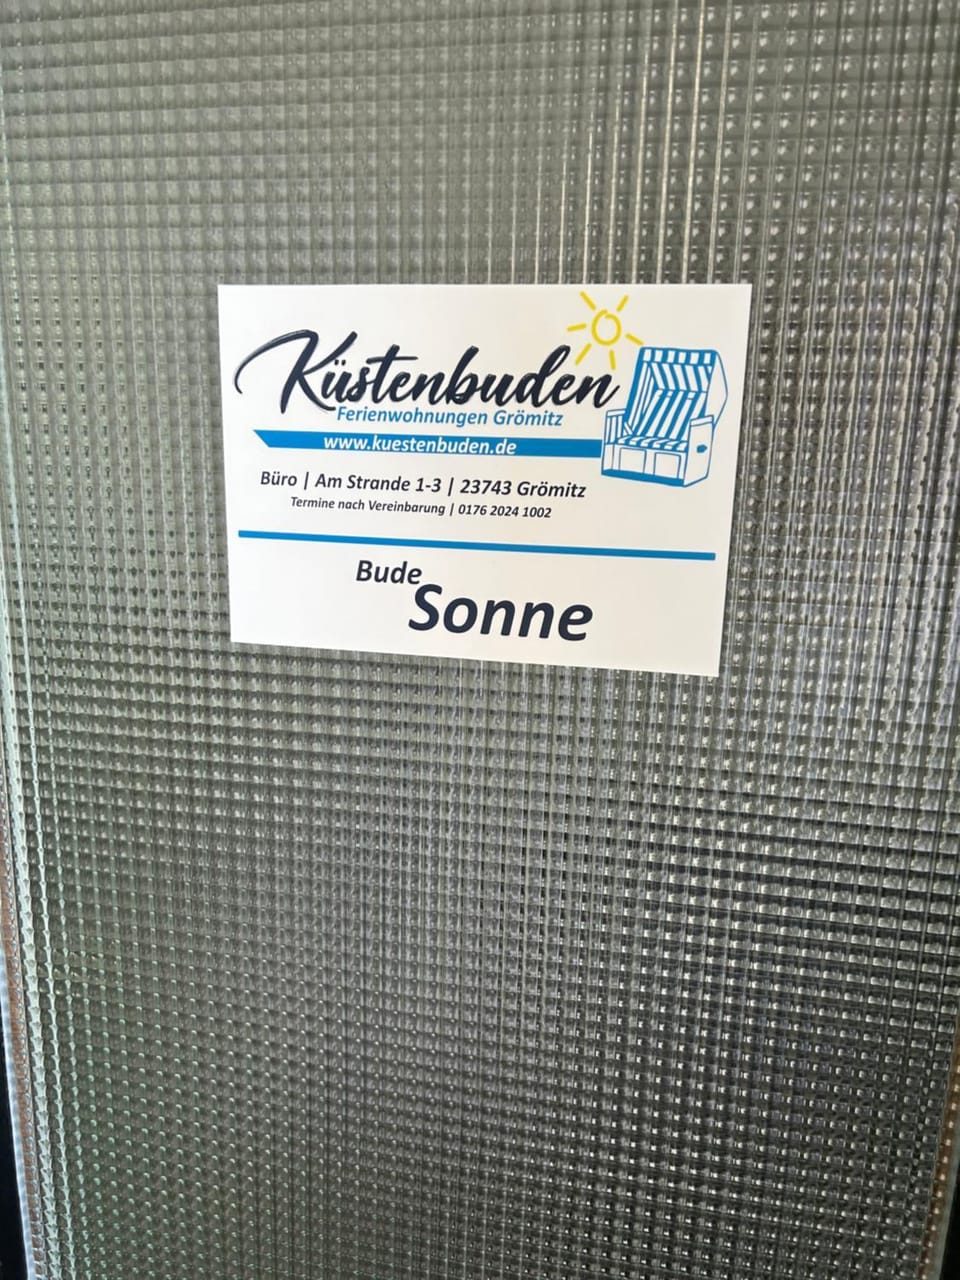 Küstenbuden
Ferienwohnungen Grömitz
www.kuestenbuden.de
Büro | Am Strande 1-3 | 23743 Grömitz
Termine nach Vereinbarung | 0176 2024 1002
Bude
Sonne